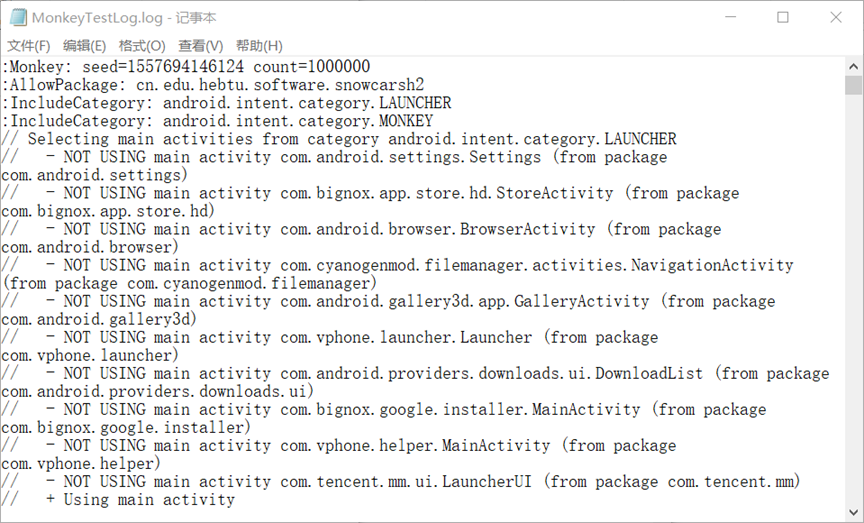 MonkeyTestLog.log - 记事本
文件(F) 编辑(E) 格式(O) 查看(V) 帮助(H)
:Monkey: seed=1557694146124 count=1000000
:AllowPackage: cn.edu.hebtu.software.snowcarsh2
:IncludeCategory: android.intent.category.LAUNCHER
:IncludeCategory: android.intent.category.MONKEY
// Selecting main activities from category android.intent.category.LAUNCHER
//   - NOT USING main activity com.android.settings.Settings (from package
com.android.settings)
//   - NOT USING main activity com.bignox.app.store.hd.StoreActivity (from package
com.bignox.app.store.hd)
//   - NOT USING main activity com.android.browser.BrowserActivity (from package
com.android.browser)
//   - NOT USING main activity com.cyanogenmod.filemanager.activities.NavigationActivity
(from package com.cyanogenmod.filemanager)
//   - NOT USING main activity com.android.gallery3d.app.GalleryActivity (from package
com.android.gallery3d)
//   - NOT USING main activity com.vphone.launcher.Launcher (from package
com.vphone.launcher)
//   - NOT USING main activity com.android.providers.downloads.ui.DownloadList (from package
com.android.providers.downloads.ui)
//   - NOT USING main activity com.bignox.google.installer.MainActivity (from package
com.bignox.google.installer)
//   - NOT USING main activity com.vphone.helper.MainActivity (from package
com.vphone.helper)
//   - NOT USING main activity com.tencent.mm.ui.LauncherUI (from package com.tencent.mm)
//   + Using main activity